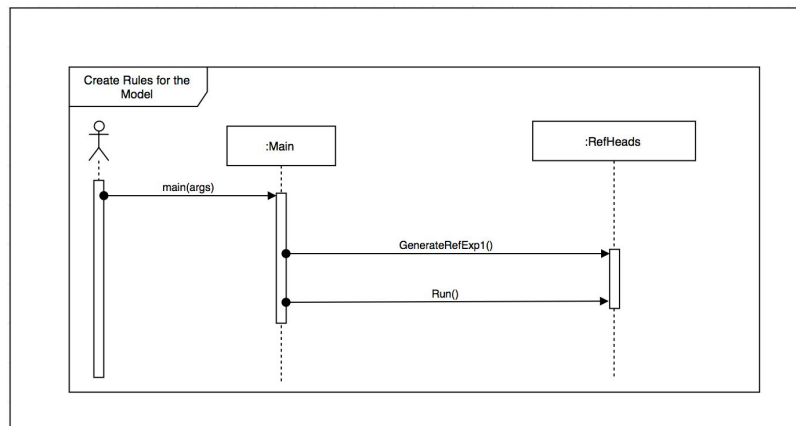 Create Rules for the
Model
:Main
:RefHeads
main(args)
GenerateRefExp1()
Run()